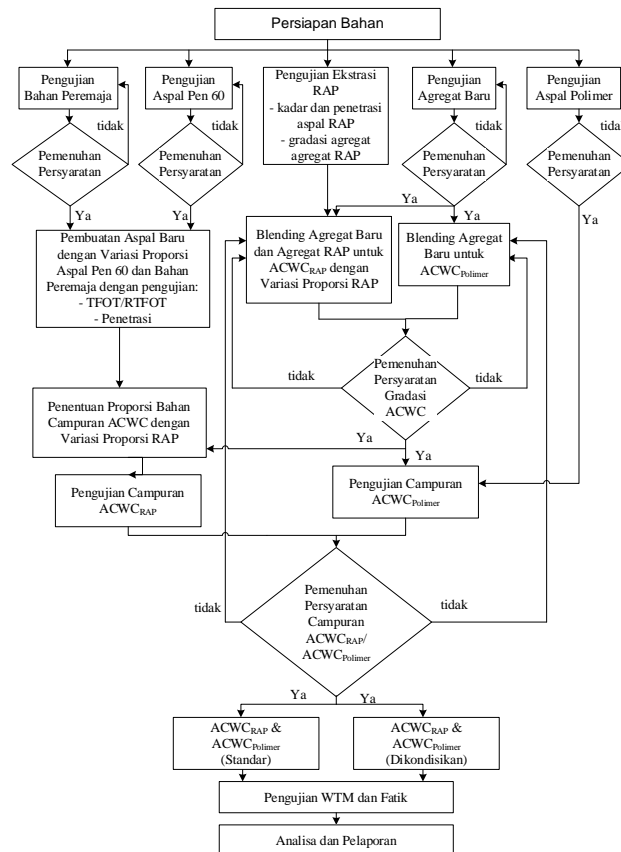 Persiapan Bahan
Pengujian
Bahan Peremaja
Pengujian
Aspal Pen 60
Pengujian Ekstrasi
RAP
- kadar dan penetrasi
aspal RAP
- gradasi agregat
agregat RAP
Pengujian
Agregat Baru
Pengujian
Aspal Polimer
tidak
tidak
tidak
tidak
Pemenuhan
Persyaratan
Pemenuhan
Persyaratan
Pemenuhan
Persyaratan
Pemenuhan
Persyaratan
Ya
Ya
Ya
Ya
Pembuatan Aspal Baru
dengan Variasi Proporsi
Aspal Pen 60 dan Bahan
Peremaja dengan pengujian:
- TFOT/RTFOT
- Penetrasi
Blending Agregat Baru
dan Agregat RAP untuk
ACWCRAP dengan
Variasi Proporsi RAP
Blending Agregat
Baru untuk
ACWCPolimer
Pemenuhan
Persyaratan
Gradasi
ACWC
tidak
tidak
Penentuan Proporsi Bahan
Campuran ACWC dengan
Variasi Proporsi RAP
Ya
Ya
Pengujian Campuran
ACWCRAP
Pengujian Campuran
ACWCPolimer
Pemenuhan
Persyaratan
Campuran
ACWCRAP/
ACWCPolimer
tidak
tidak
Ya
Ya
ACWCRAP &
ACWCPolimer
(Standar)
ACWCRAP &
ACWCPolimer
(Dikondisikan)
Pengujian WTM dan Fatik
Analisa dan Pelaporan